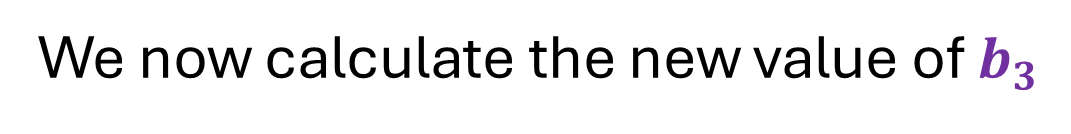 We now calculate the new value of b₃